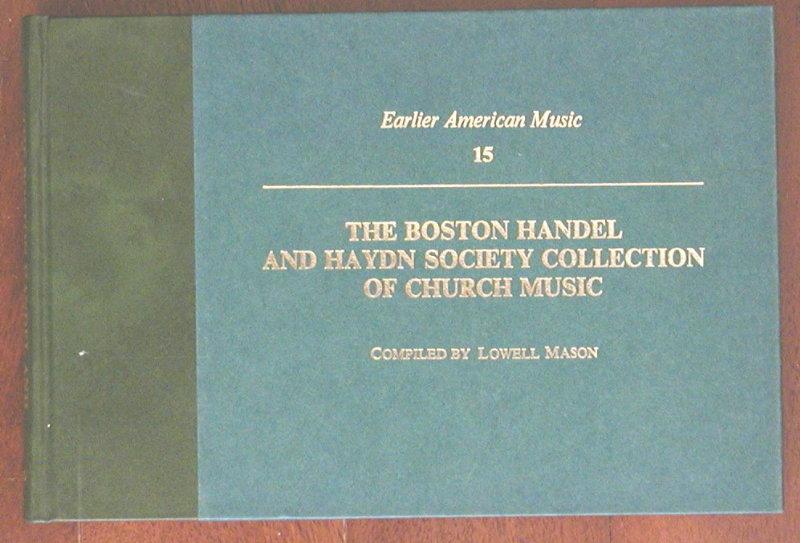 Earlier American Music
15
THE BOSTON HANDEL
AND HAYDN SOCIETY COLLECTION
OF CHURCH MUSIC
COMPILED BY LOWELL MASON